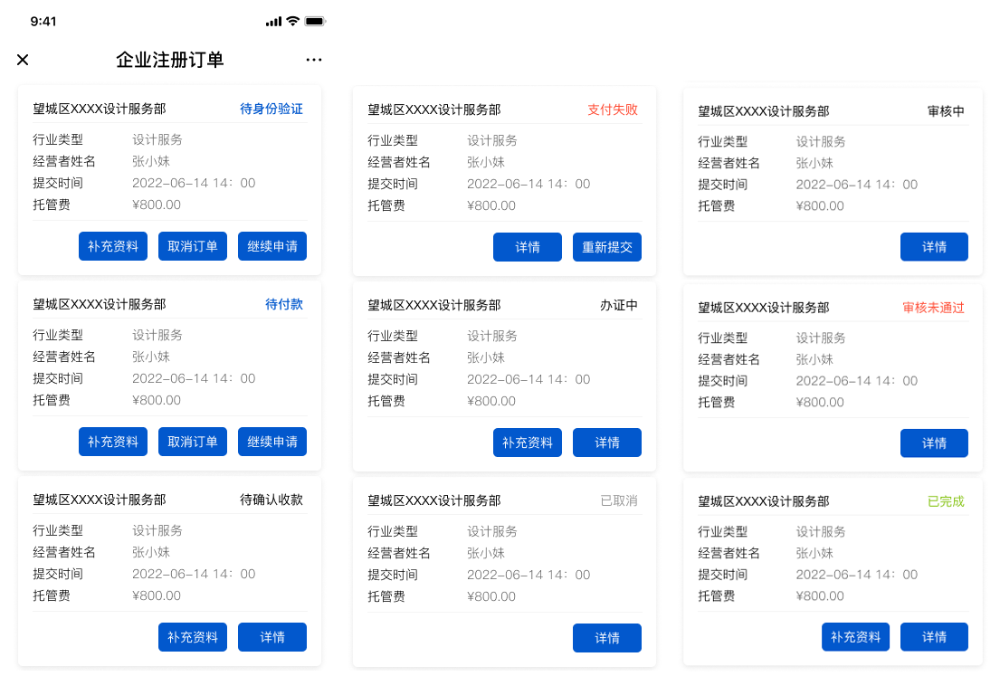 9:41
企业注册订单
望城区XXXX设计服务部 待身份验证
行业类型 设计服务
经营者姓名 张小妹
提交时间 2022-06-14 14：00
托管费 ¥800.00
补充资料 取消订单 继续申请
望城区XXXX设计服务部 待付款
行业类型 设计服务
经营者姓名 张小妹
提交时间 2022-06-14 14：00
托管费 ¥800.00
补充资料 取消订单 继续申请
望城区XXXX设计服务部 待确认收款
行业类型 设计服务
经营者姓名 张小妹
提交时间 2022-06-14 14：00
托管费 ¥800.00
补充资料 详情
望城区XXXX设计服务部 支付失败
行业类型 设计服务
经营者姓名 张小妹
提交时间 2022-06-14 14：00
托管费 ¥800.00
详情 重新提交
望城区XXXX设计服务部 办证中
行业类型 设计服务
经营者姓名 张小妹
提交时间 2022-06-14 14：00
托管费 ¥800.00
补充资料 详情
望城区XXXX设计服务部 已取消
行业类型 设计服务
经营者姓名 张小妹
提交时间 2022-06-14 14：00
托管费 ¥800.00
详情
望城区XXXX设计服务部 审核中
行业类型 设计服务
经营者姓名 张小妹
提交时间 2022-06-14 14：00
托管费 ¥800.00
详情
望城区XXXX设计服务部 审核未通过
行业类型 设计服务
经营者姓名 张小妹
提交时间 2022-06-14 14：00
托管费 ¥800.00
详情
望城区XXXX设计服务部 已完成
行业类型 设计服务
经营者姓名 张小妹
提交时间 2022-06-14 14：00
托管费 ¥800.00
补充资料 详情